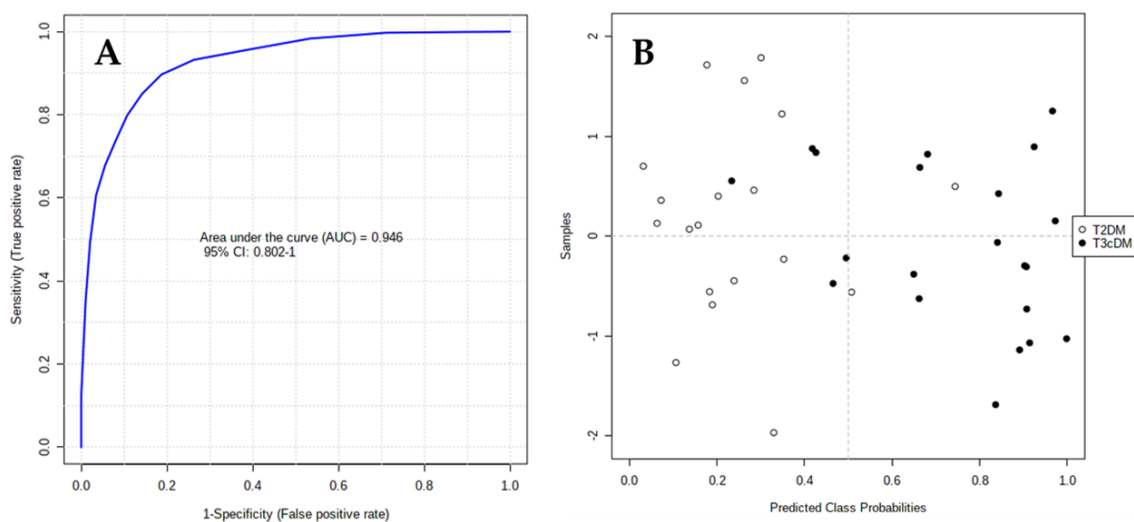 A
Sensitivity (True positive rate)
1.0
0.8
0.6
0.4
0.2
0.0
Area under the curve (AUC) = 0.946
95% CI: 0.802-1
0.0 0.2 0.4 0.6 0.8 1.0
1-Specificity (False positive rate)
B
Samples
2
1
0
-1
-2
T2DM
T3cDM
0.0 0.2 0.4 0.6 0.8 1.0
Predicted Class Probabilities